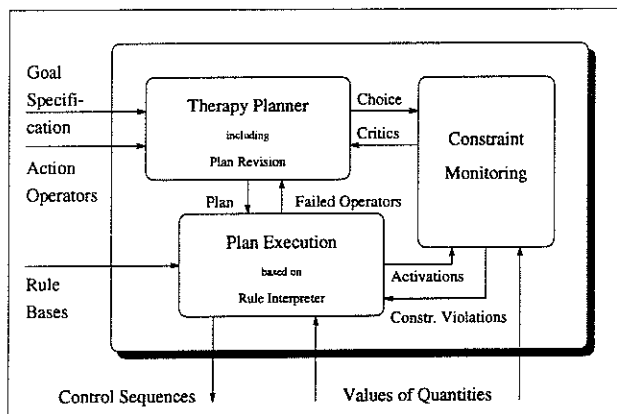 Goal
Specifi-
cation
Action
Operators
Rule
Bases
Therapy Planner
including
Plan Revision
Choice
Critics
Constraint
Monitoring
Plan
Failed Operators
Plan Execution
based on
Rule Interpreter
Activations
Constr. Violations
Control Sequences
Values of Quantities